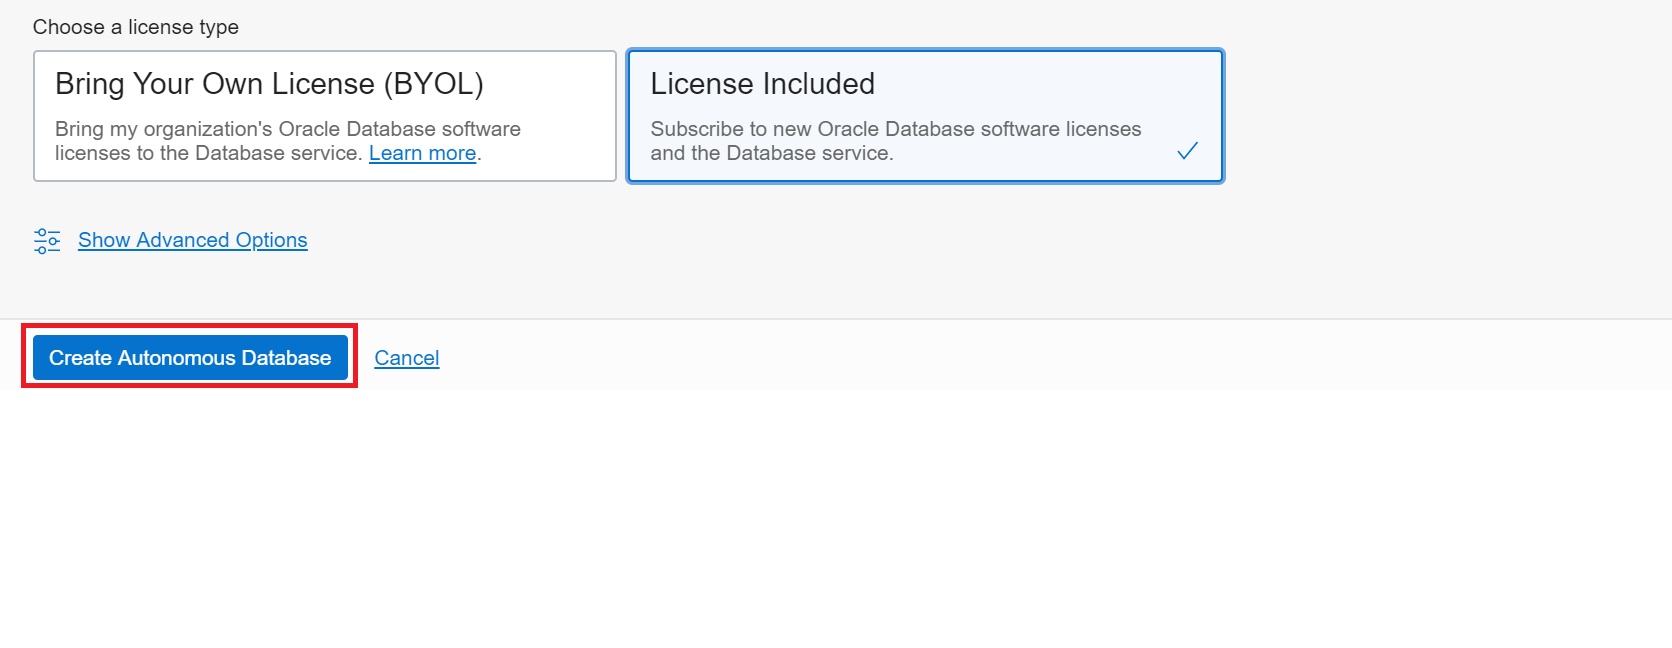 Choose a license type
Bring Your Own License (BYOL)
Bring my organization's Oracle Database software
licenses to the Database service. Learn more.
License Included
Subscribe to new Oracle Database software licenses
and the Database service.
Show Advanced Options
Create Autonomous Database
Cancel